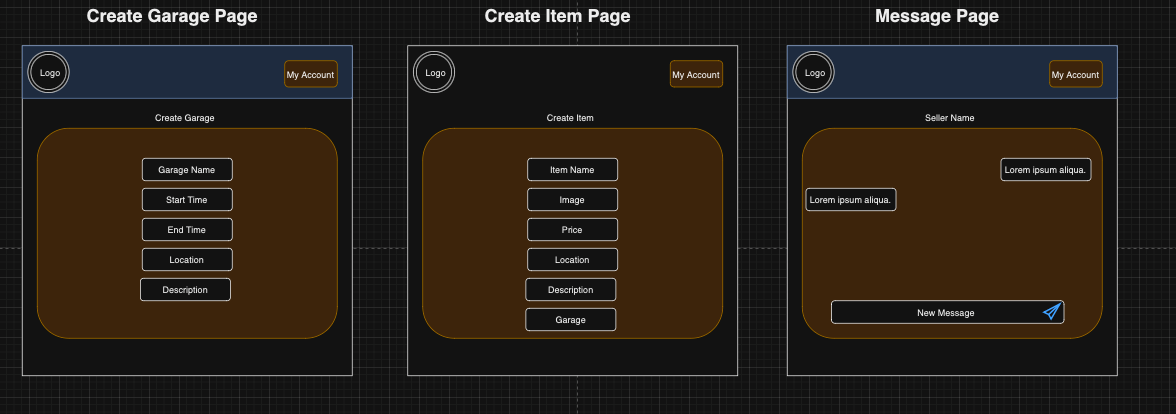 Create Garage Page
Create Item Page
Message Page
Logo
My Account
Create Garage
Garage Name
Start Time
End Time
Location
Description
Logo
My Account
Create Item
Item Name
Image
Price
Location
Description
Garage
Logo
My Account
Seller Name
Lorem ipsum aliqua.
Lorem ipsum aliqua.
New Message